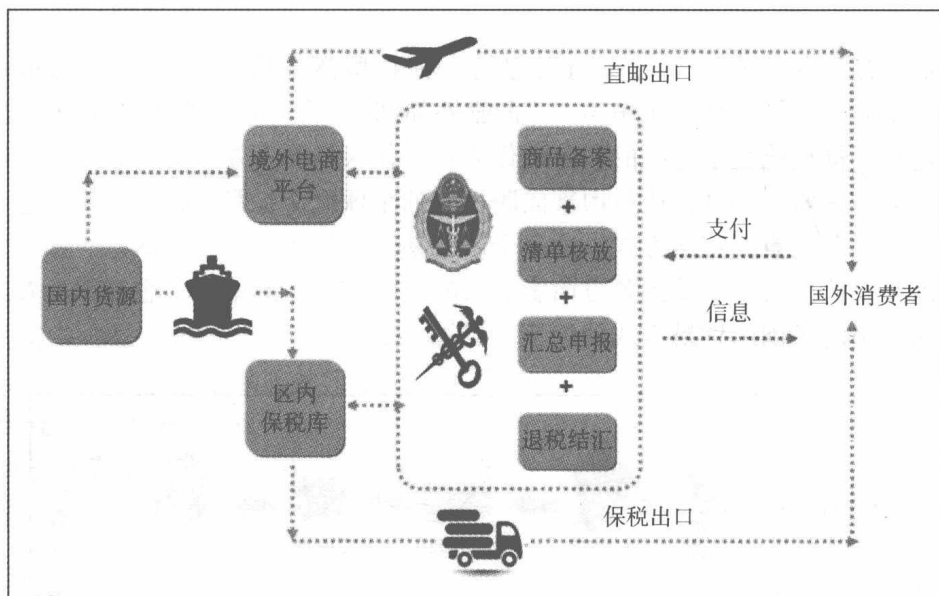 直邮出口
境外电商
平台
商品备案
清单核放
支付
国内货源
国外消费者
信息
汇总申报
区内
保税库
退税结汇
保税出口